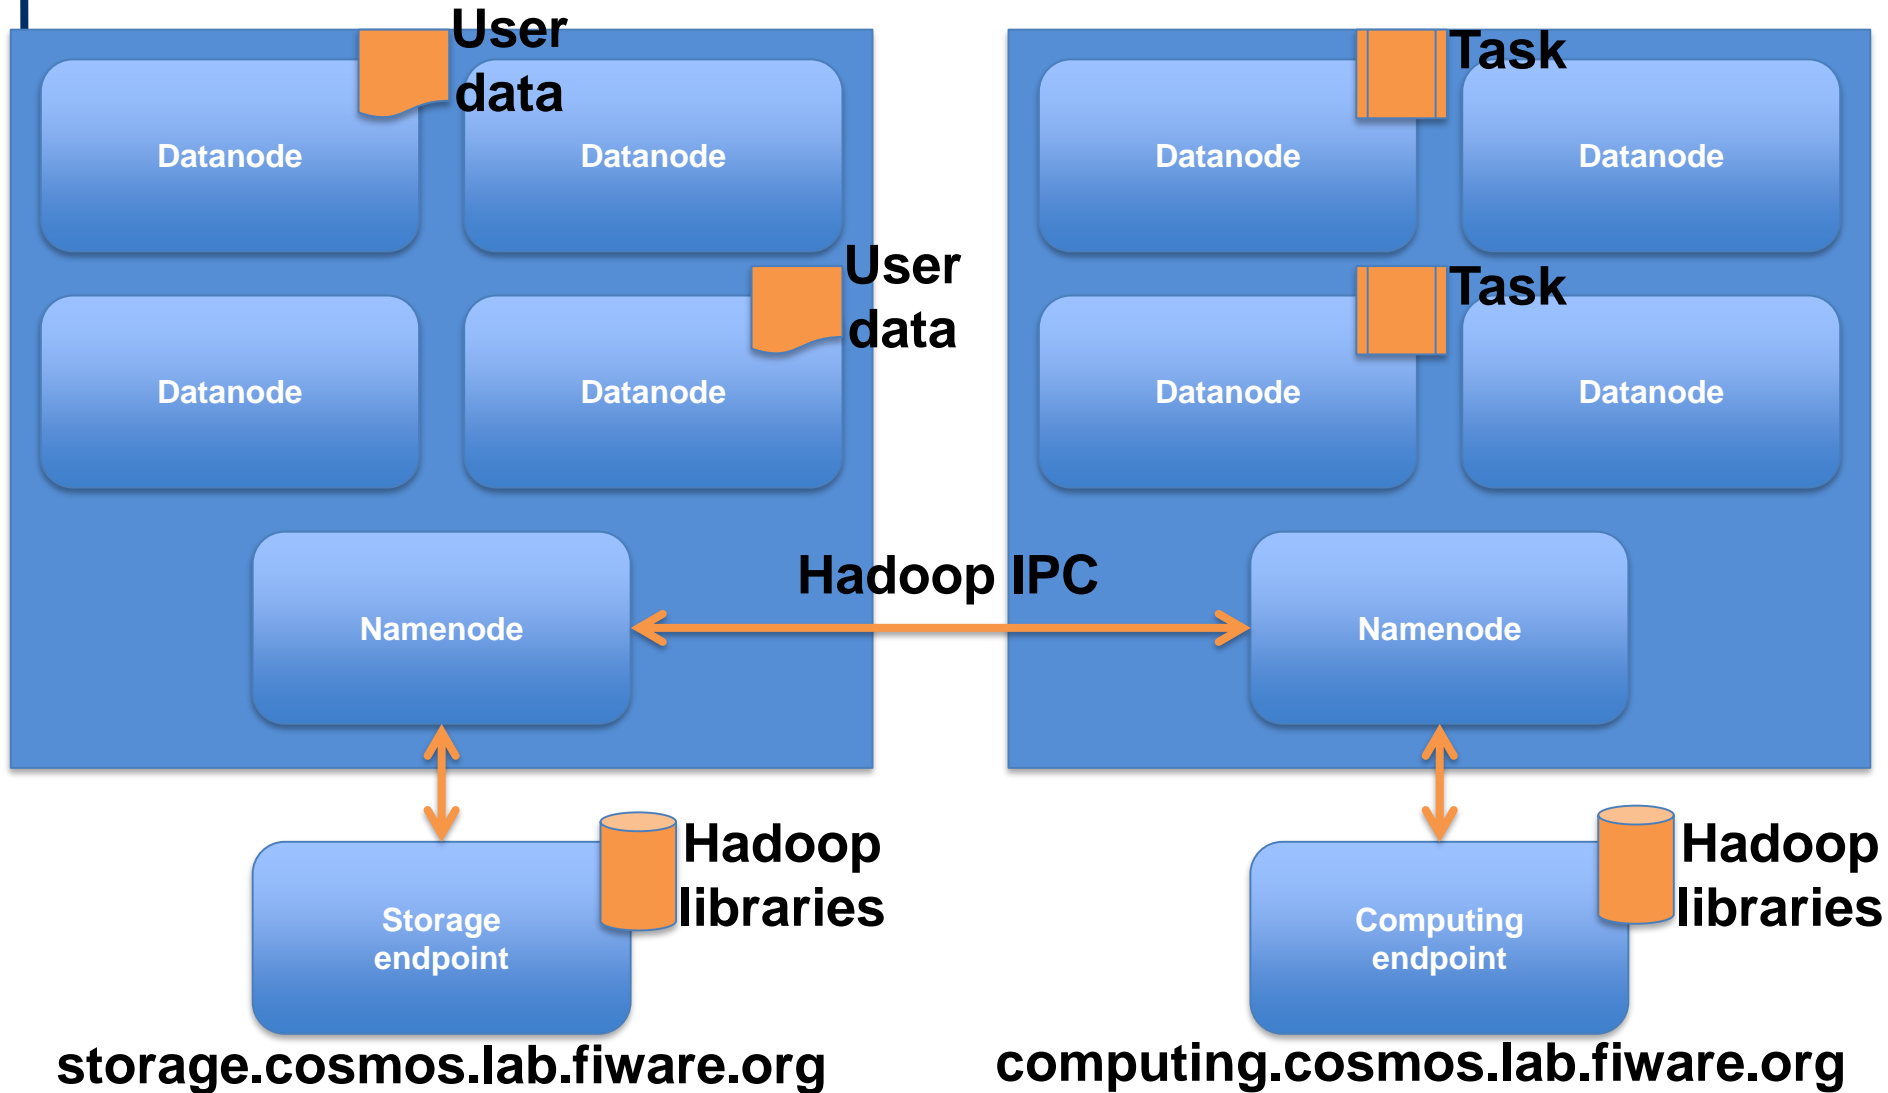 User
data
Task
Datanode
Datanode
Datanode
Datanode
User
data
Task
Datanode
Datanode
Datanode
Datanode
Hadoop IPC
Namenode
Namenode
Hadoop
libraries
Hadoop
libraries
Storage
endpoint
Computing
endpoint
storage.cosmos.lab.fiware.org
computing.cosmos.lab.fiware.org